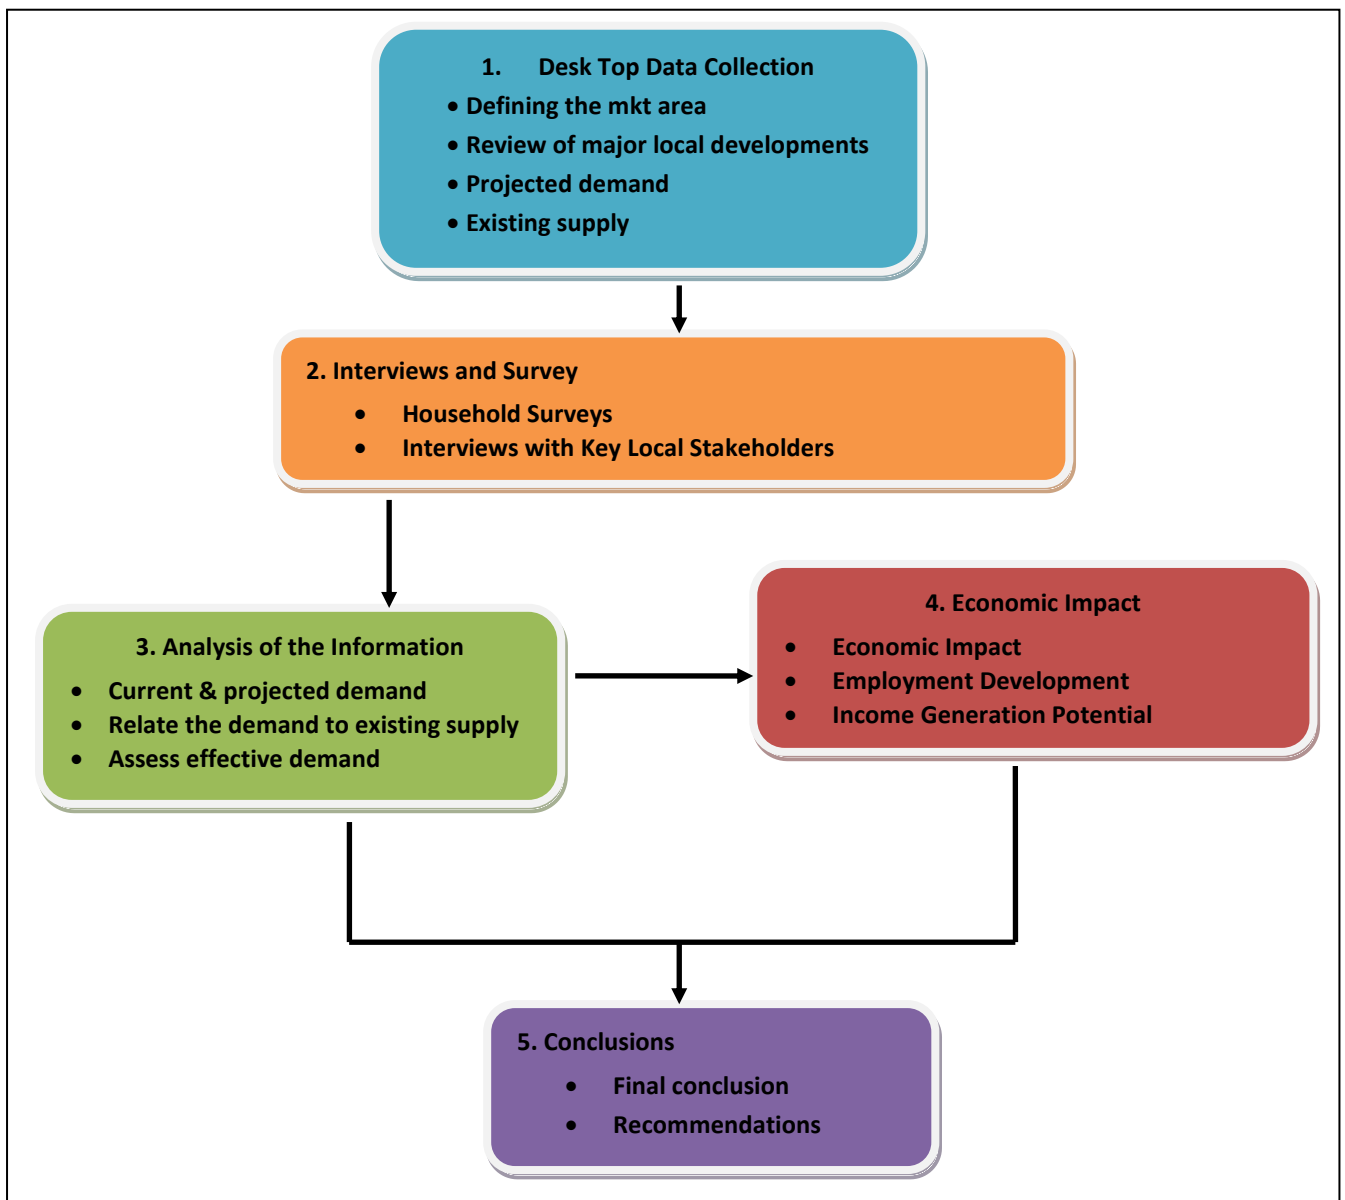 1. Desk Top Data Collection
• Defining the mkt area
• Review of major local developments
• Projected demand
• Existing supply
2. Interviews and Survey
• Household Surveys
• Interviews with Key Local Stakeholders
3. Analysis of the Information
• Current & projected demand
• Relate the demand to existing supply
• Assess effective demand
4. Economic Impact
• Economic Impact
• Employment Development
• Income Generation Potential
5. Conclusions
• Final conclusion
• Recommendations